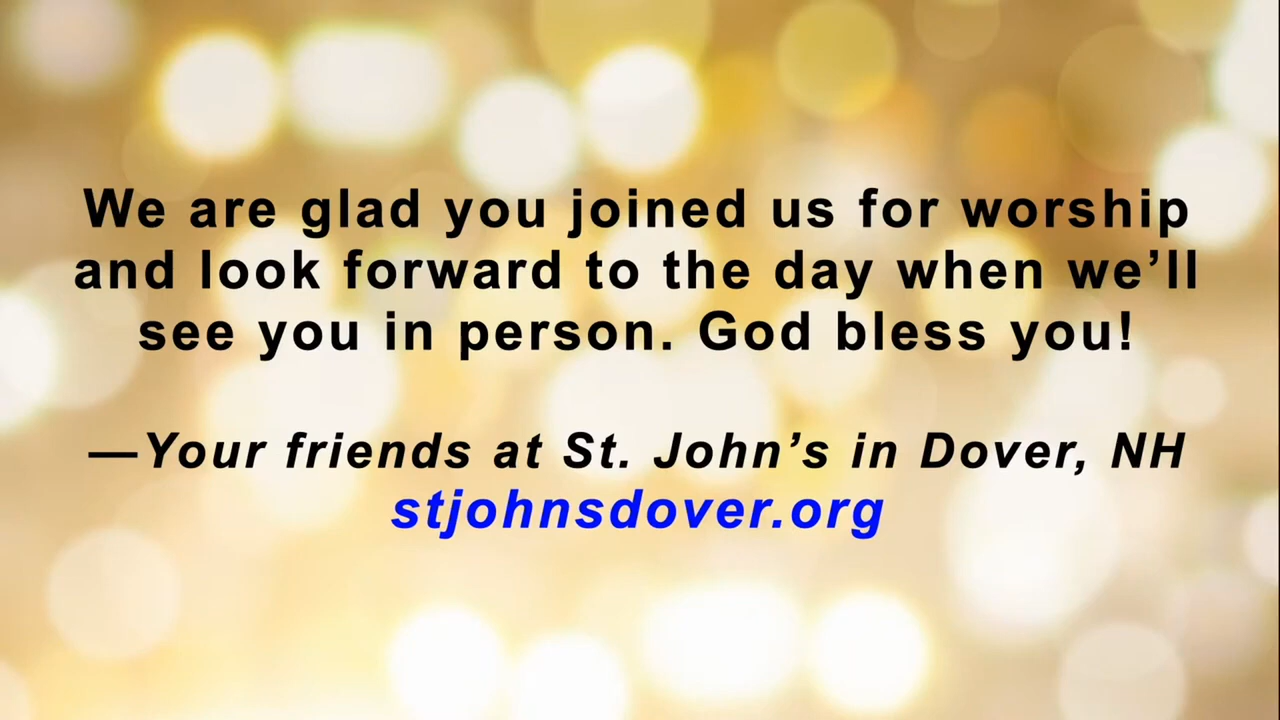 We are glad you joined us for worship
and look forward to the day when we’ll
see you in person. God bless you!
—Your friends at St. John’s in Dover, NH
stjohnsdover.org